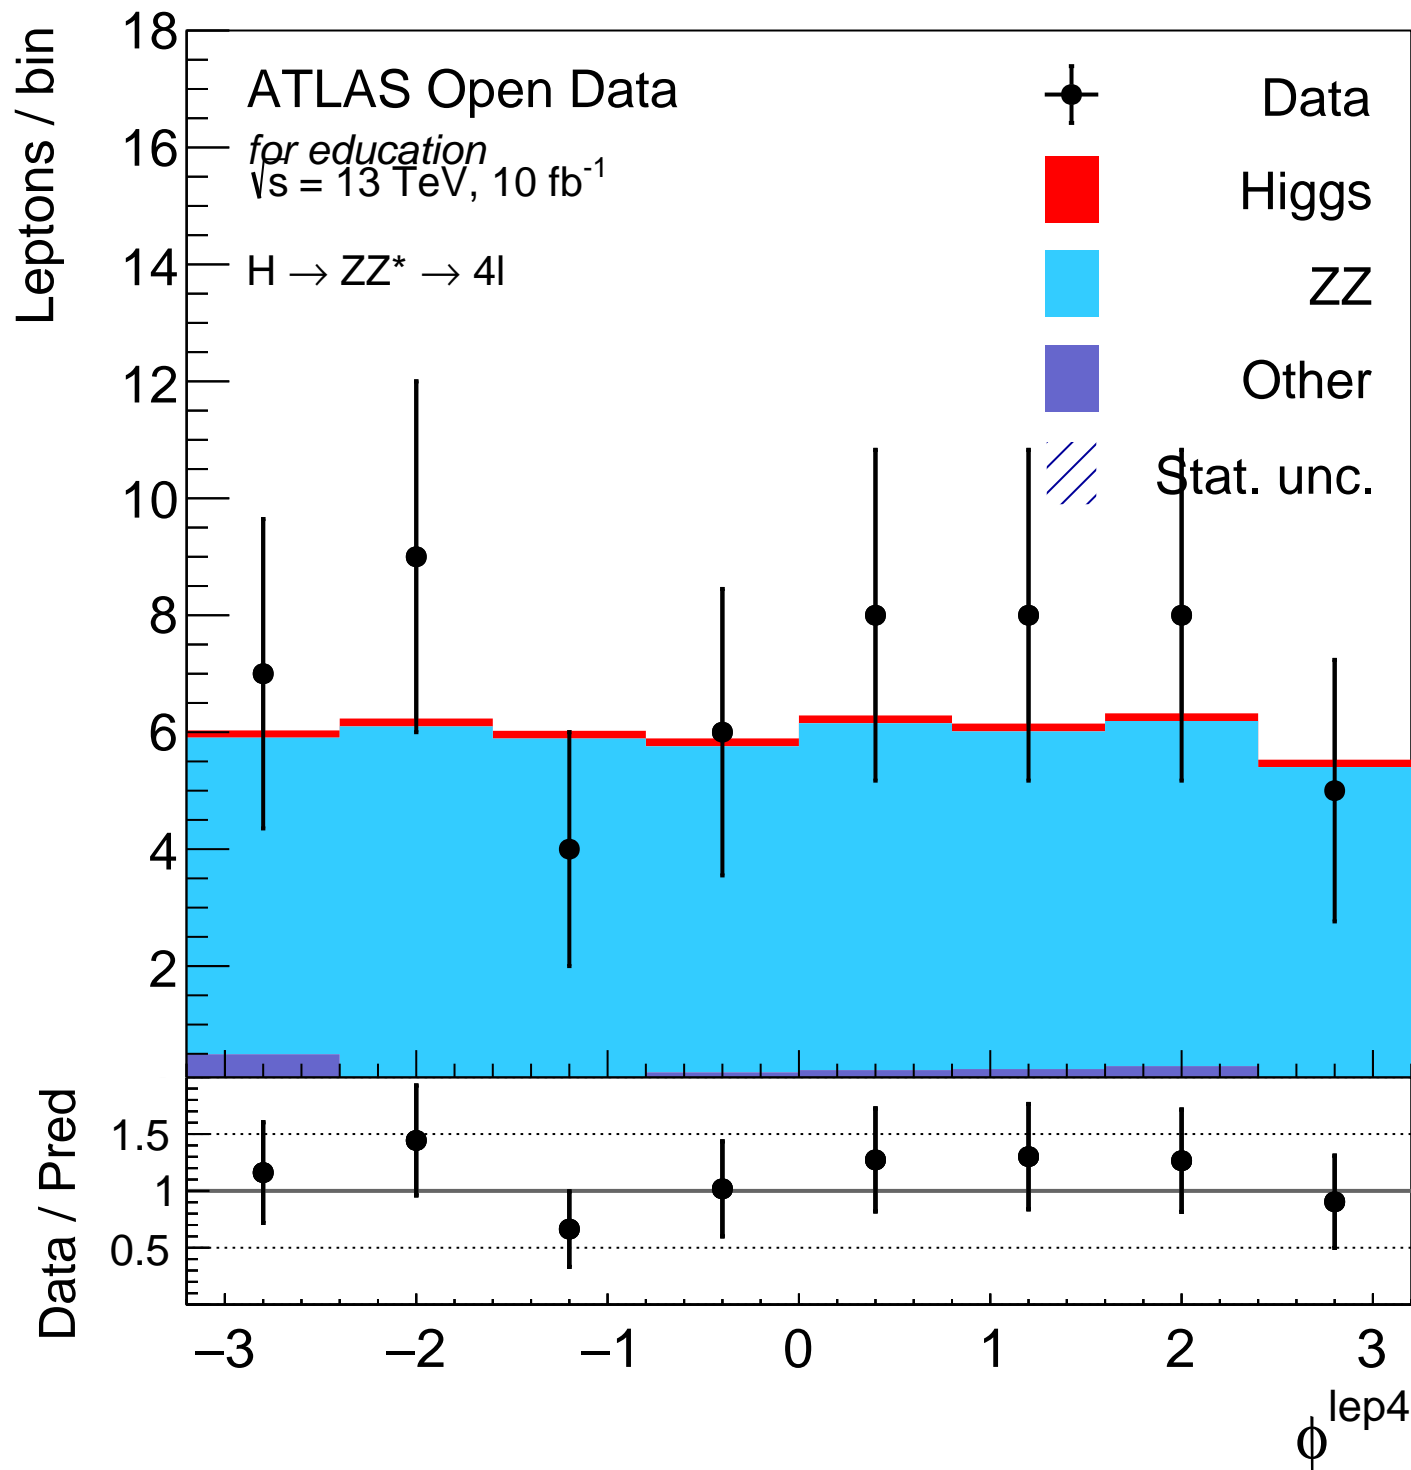 Leptons / bin
18
16
14
12
10
8
6
4
2
ATLAS Open Data
for education
√s = 13 TeV, 10 fb-1
H → ZZ* → 4l
Data
Higgs
ZZ
Other
Stat. unc.
Data / Pred
1.5
1
0.5
−3 −2 −1 0 1 2 3
ϕlep4